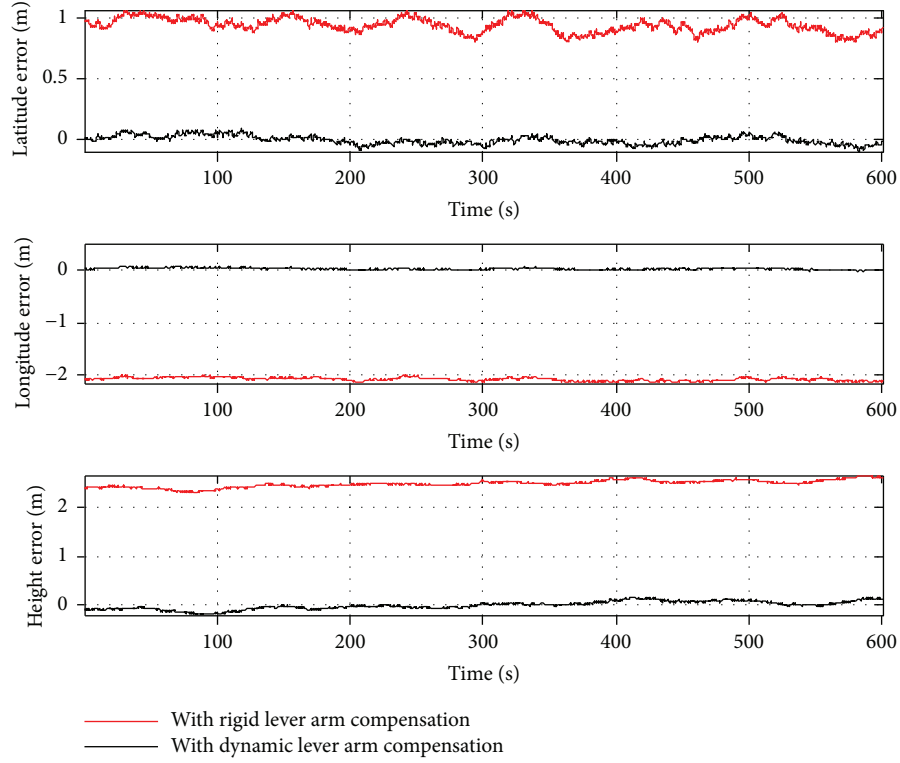 Latitude error (m)
1
0.5
0
100 200 300 400 500 600
Time (s)
Longitude error (m)
0
−1
−2
100 200 300 400 500 600
Time (s)
Height error (m)
2
1
0
100 200 300 400 500 600
Time (s)
With rigid lever arm compensation
With dynamic lever arm compensation